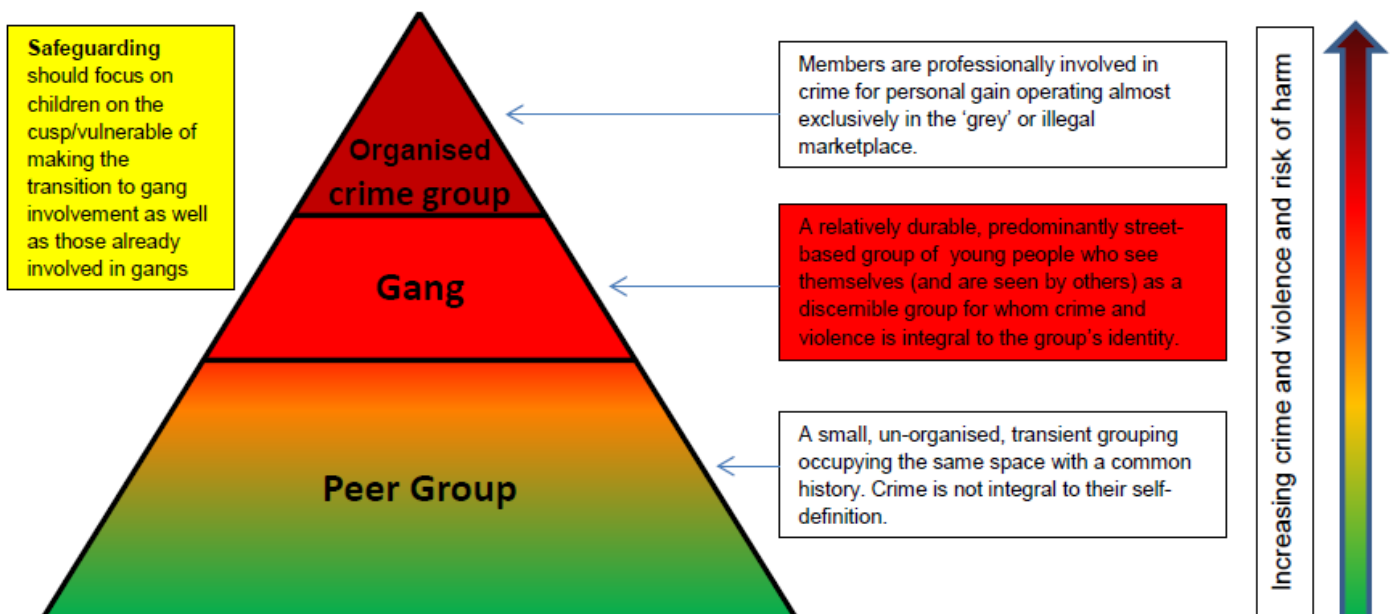 Safeguarding
should focus on
children on the
cusp/vulnerable of
making the
transition to gang
involvement as well
as those already
involved in gangs
Organised
crime group
Gang
Peer Group
Members are professionally involved in
crime for personal gain operating almost
exclusively in the ‘grey’ or illegal
marketplace.
A relatively durable, predominantly street-
based group of  young people who see
themselves (and are seen by others) as a
discernible group for whom crime and
violence is integral to the group’s identity.
A small, un-organised, transient grouping
occupying the same space with a common
history. Crime is not integral to their self-
definition.
Increasing crime and violence and risk of harm